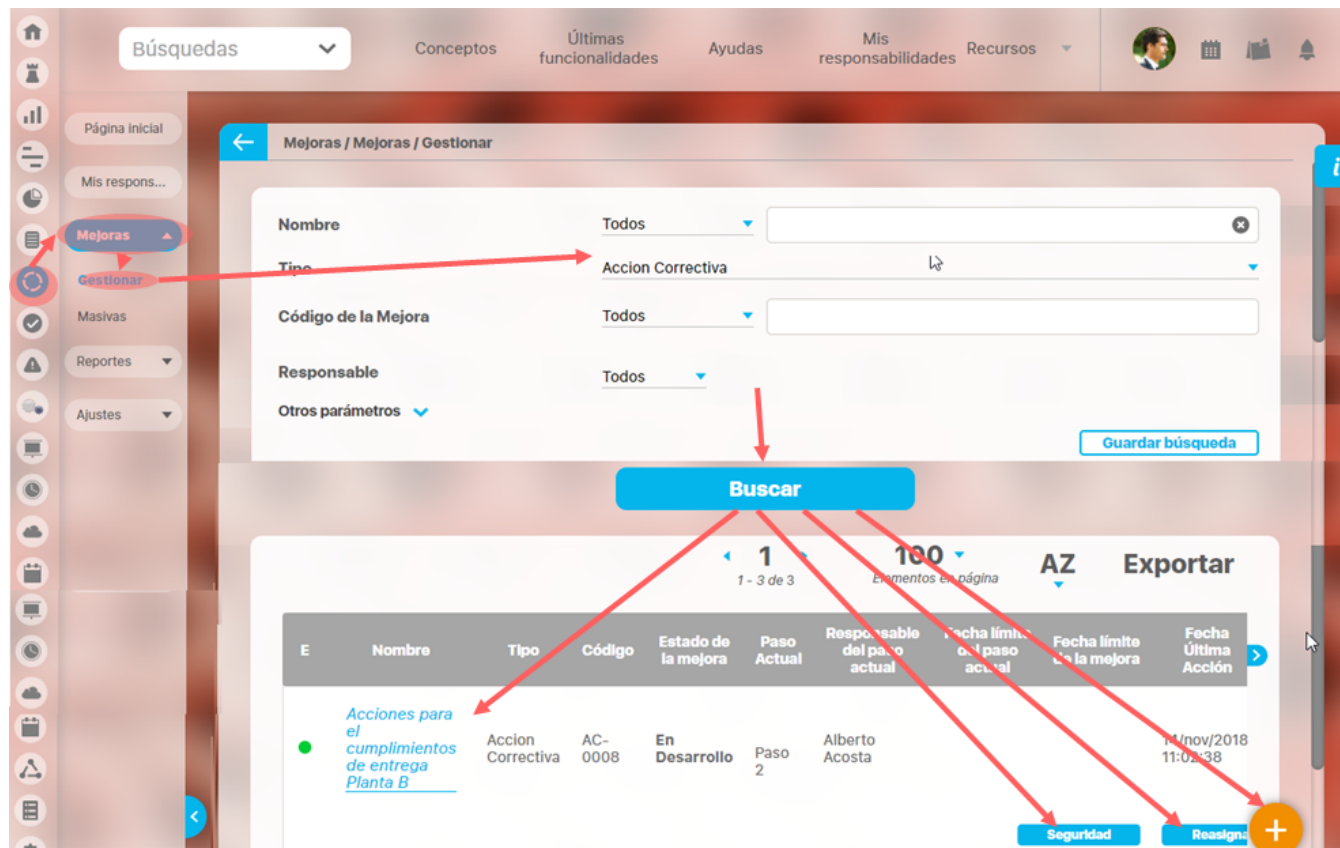 Búsquedas
Conceptos
Últimas
funcionalidades
Ayudas
Mis
responsabilidades
Recursos
Página inicial
Mis respons...
Mejoras
Gestionar
Masivas
Reportes
Ajustes
Mejoras / Mejoras / Gestionar
i
Nombre
Todos
Tipo
Accion Correctiva
Código de la Mejora
Todos
Responsable
Todos
Otros parámetros
Guardar búsqueda
Buscar
1
1 - 3 de 3
100
Elementos en página
AZ
Exportar
E
Nombre
Tipo
Código
Estado de
la mejora
Paso
Actual
Responsable
del paso
actual
Fecha límite
del paso
actual
Fecha límite
de la mejora
Fecha
Última
Acción
Acciones para
el
cumplimientos
de entrega
Planta B
Accion
Correctiva
AC-
0008
En
Desarrollo
Paso
2
Alberto
Acosta
14/nov/2018
11:02:38
Seguridad
Reasigna